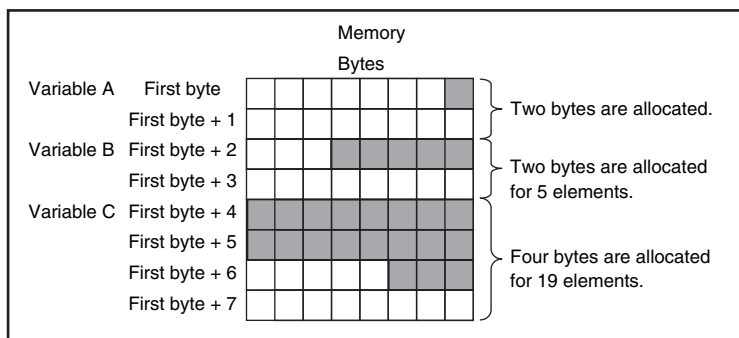 Memory
Bytes
Variable A First byte
First byte + 1
Two bytes are allocated.
Variable B First byte + 2
First byte + 3
Two bytes are allocated
for 5 elements.
Variable C First byte + 4
First byte + 5
First byte + 6
First byte + 7
Four bytes are allocated
for 19 elements.